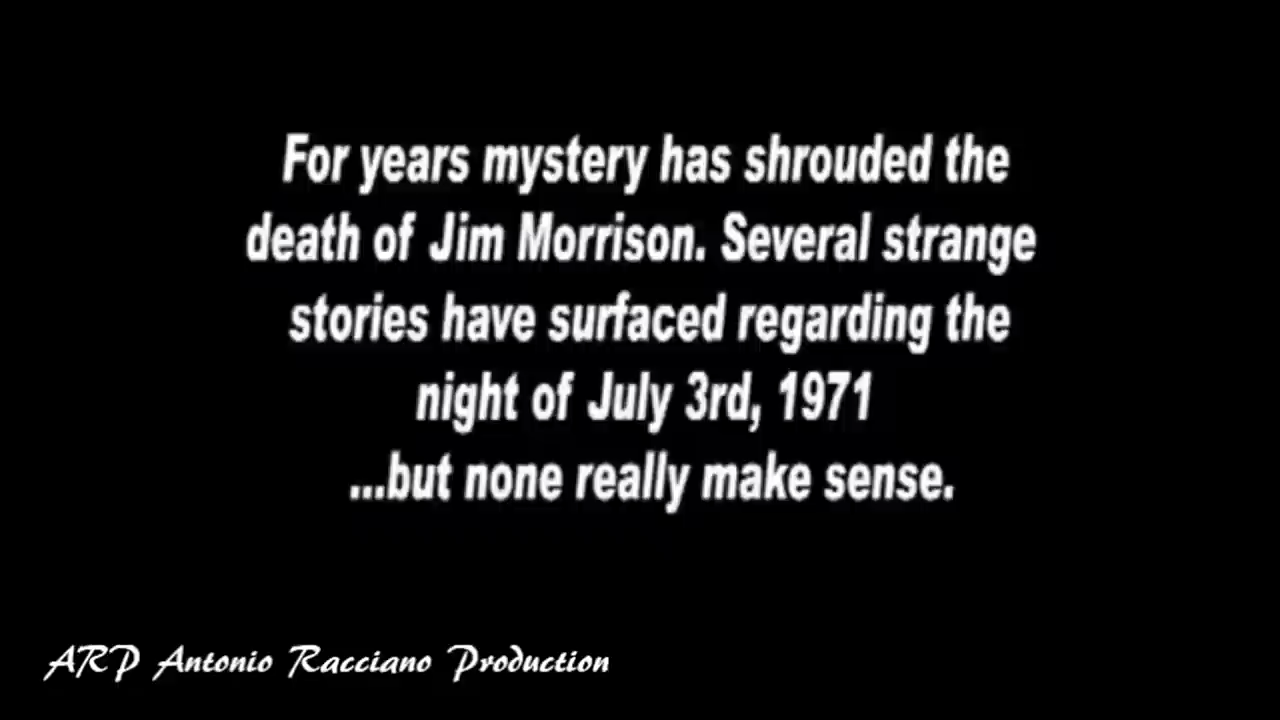 For years mystery has shrouded the
death of Jim Morrison. Several strange
stories have surfaced regarding the
night of July 3rd, 1971
...but none really make sense.
ARP Antonio Racciano Production